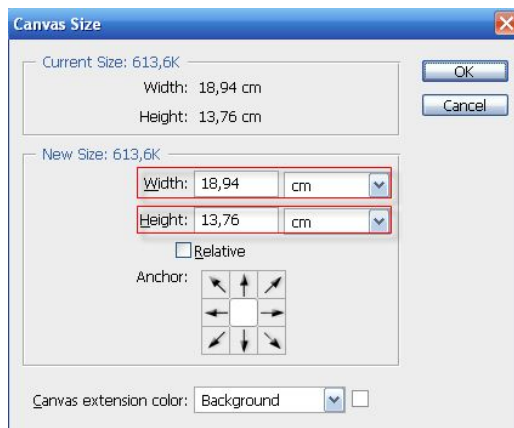 Canvas Size
Current Size: 613,6K
OK
Width: 18,94 cm
Cancel
Height: 13,76 cm
New Size: 613,6K
Width: 18,94 cm
Height: 13,76 cm
Relative
Anchor:
Canvas extension color: Background